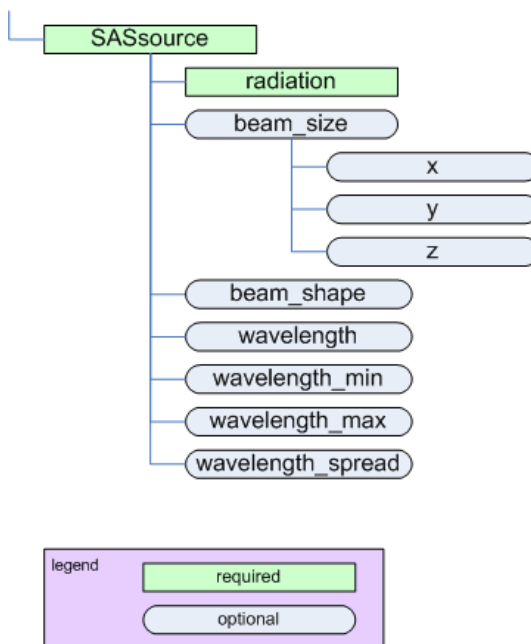 SASsource
radiation
beam_size
x
y
z
beam_shape
wavelength
wavelength_min
wavelength_max
wavelength_spread
legend
required
optional